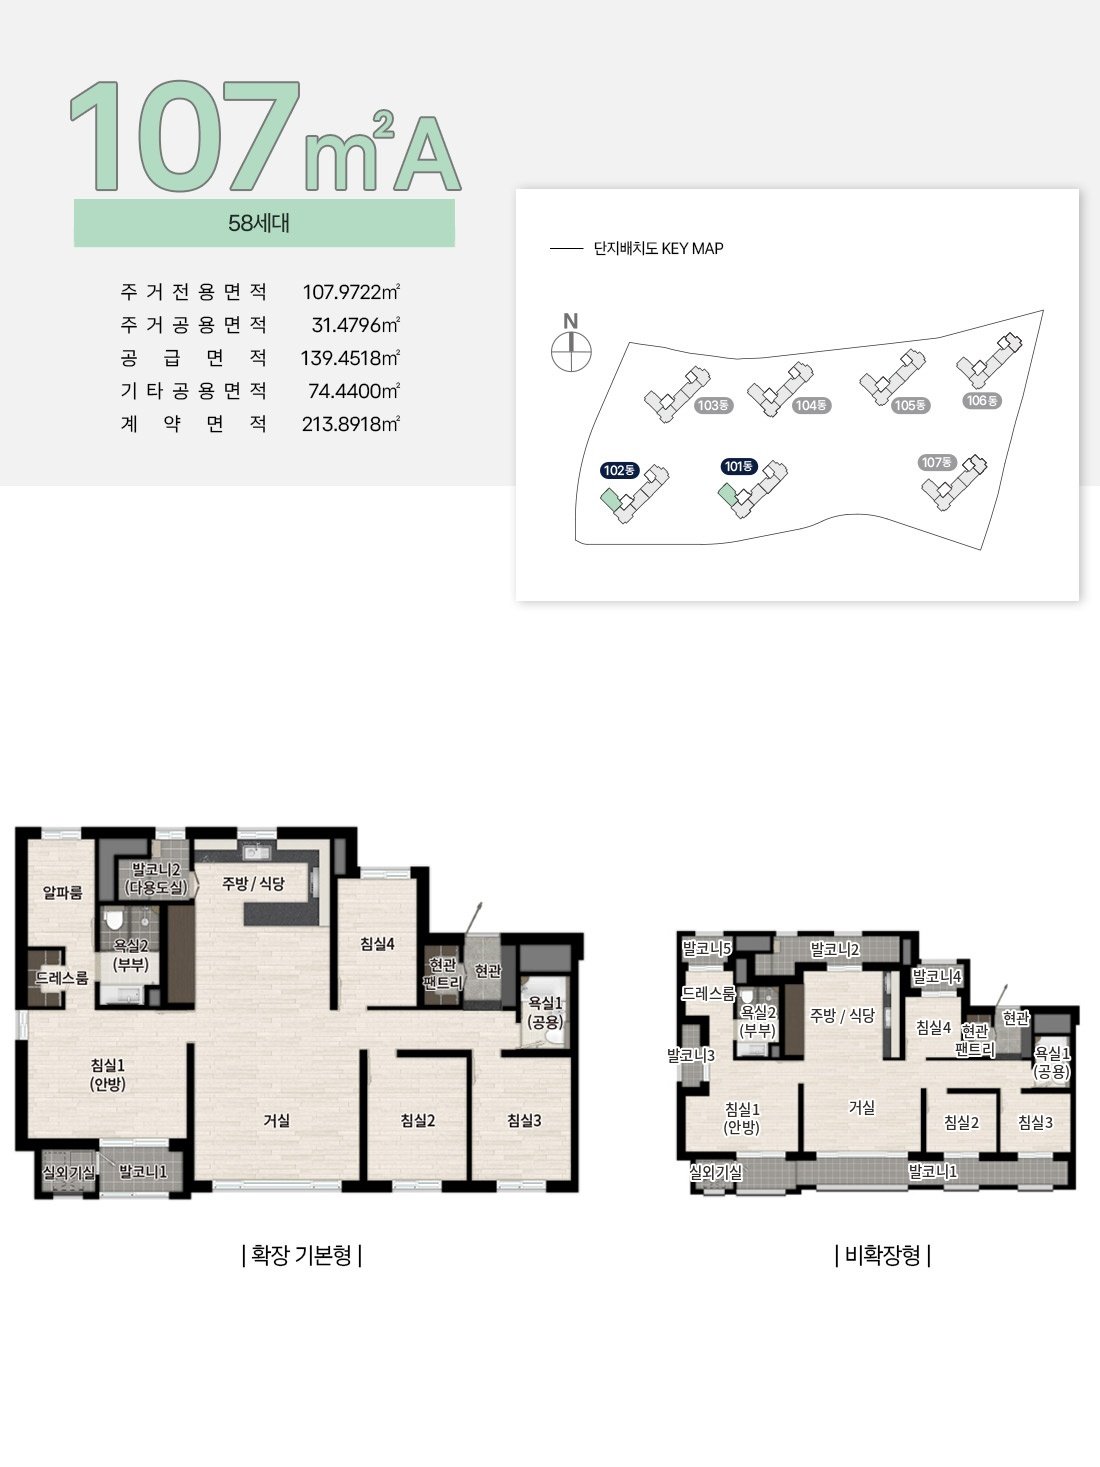 107㎡A
58세대
주거전용면적 107.9722㎡
주거공용면적 31.4796㎡
공급면적 139.4518㎡
기타공용면적 74.4400㎡
계약면적 213.8918㎡
단지배치도 KEY MAP
N
103동
104동
105동
106동
102동
101동
107동
알파룸
발코니2
(다용도실)
주방 / 식당
욕실2
(부부)
드레스룸
침실4
현관
팬트리
현관
욕실1
(공용)
침실1
(안방)
거실
침실2
침실3
실외기실
발코니1
| 확장 기본형 |
발코니5
발코니2
발코니4
드레스룸
욕실2
(부부)
주방 / 식당
침실4
현관
팬트리
현관
발코니3
욕실1
(공용)
침실1
(안방)
거실
침실2
침실3
실외기실
발코니1
| 비확장형 |